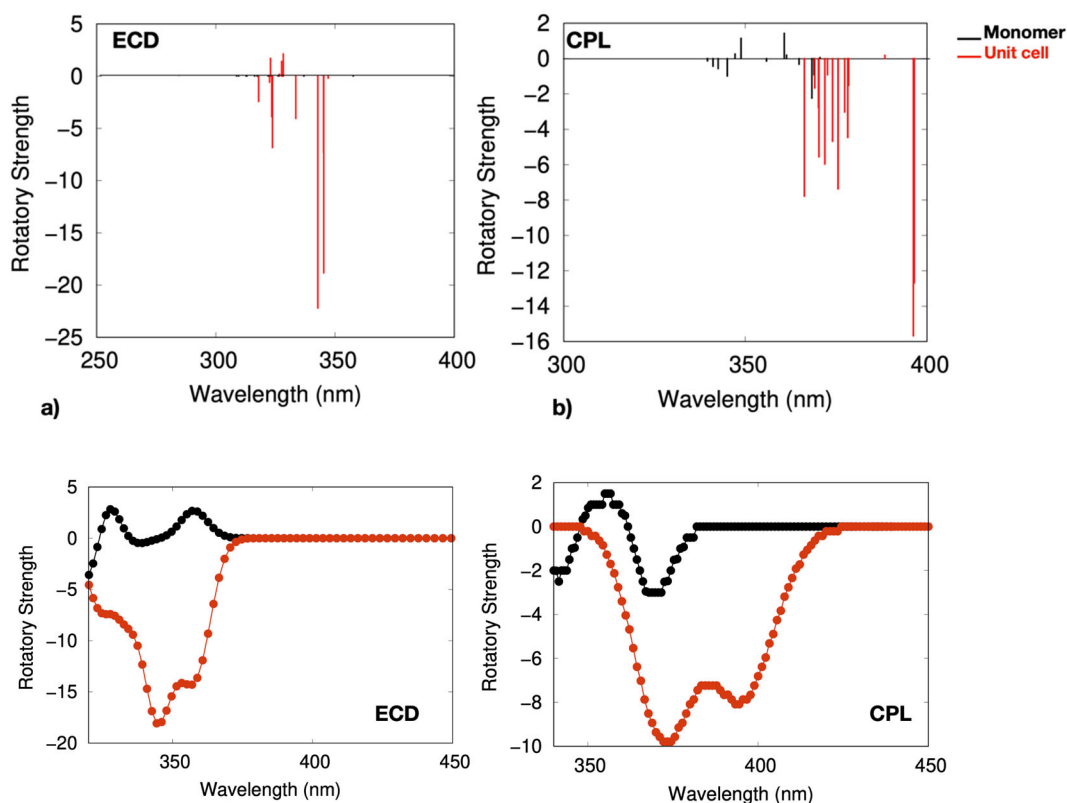 ECD
5
0
−5
−10
−15
−20
−25
250
300
350
400
Rotatory Strength
Wavelength (nm)
a)
CPL
2
0
−2
−4
−6
−8
−10
−12
−14
−16
300
350
400
Rotatory Strength
Wavelength (nm)
b)
Monomer
Unit cell
5
0
−5
−10
−15
−20
350
400
450
Rotatory Strength
Wavelength (nm)
ECD
2
0
−2
−4
−6
−8
−10
350
400
450
Rotatory Strength
Wavelength (nm)
CPL